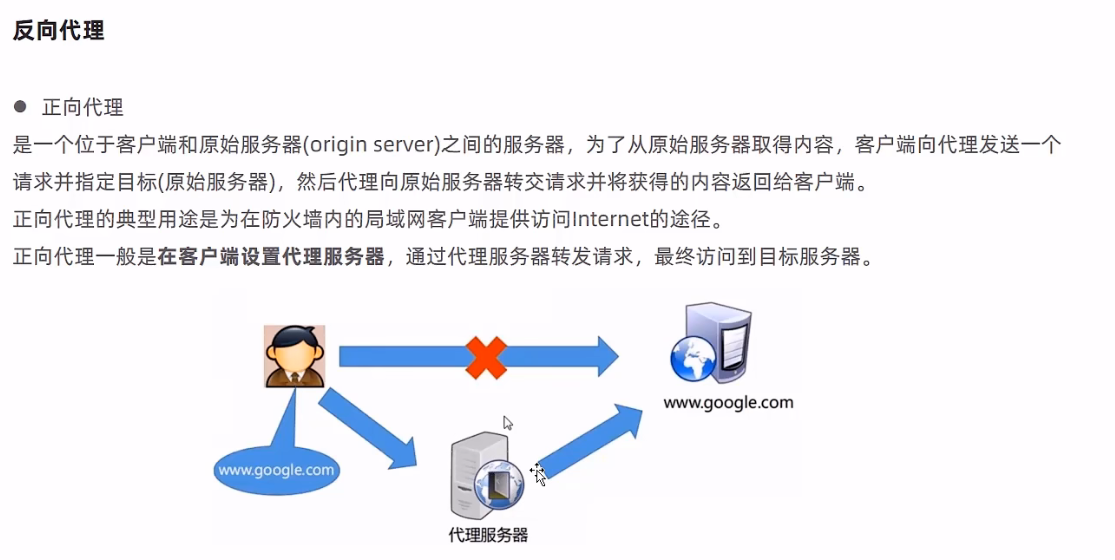 反向代理
● 正向代理
是一个位于客户端和原始服务器(origin server)之间的服务器，为了从原始服务器取得内容，客户端向代理发送一个
请求并指定目标(原始服务器)，然后代理向原始服务器转交请求并将获得的内容返回给客户端。
正向代理的典型用途是为在防火墙内的局域网客户端提供访问Internet的途径。
正向代理一般是在客户端设置代理服务器，通过代理服务器转发请求，最终访问到目标服务器。
www.google.com
www.google.com
代理服务器